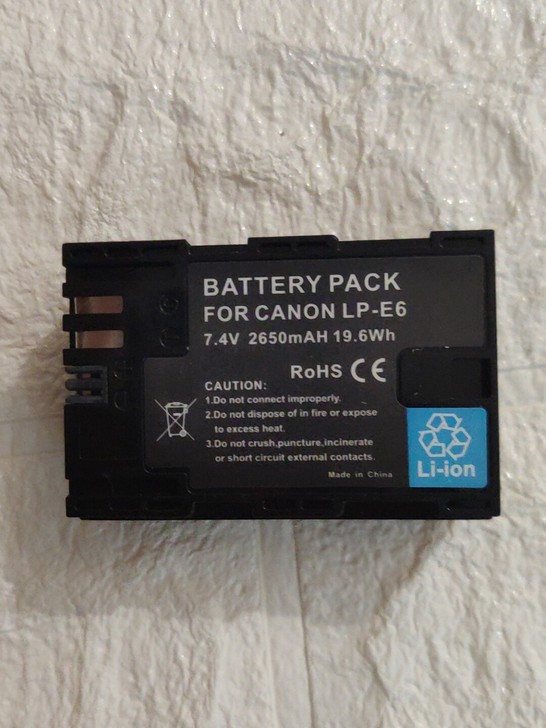 BATTERY PACK
FOR CANON LP-E6
7.4V 2650mAH 19.6Wh
RoHS CE
CAUTION:
1.Do not connect improperly.
2.Do not dispose of in fire or expose
to excess heat.
3.Do not crush,puncture,incinerate
or short circuit external contacts.
Made in China
Li-ion